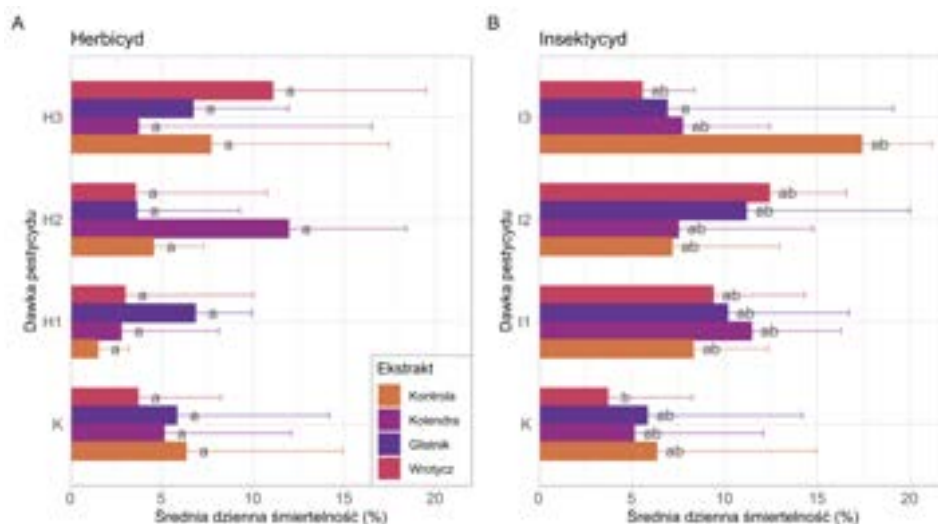 A
Herbicyd
Dawka pestycydu
H3
a
a
a
a
H2
a
a
a
a
H1
a
a
a
a
K
a
a
a
a
0 5 10 15 20
Średnia dzienna śmiertelność (%)
Ekstrakt
Kontrola
Kolendra
Glistnik
Wrotycz
B
Insektycyd
Dawka pestycydu
I3
ab
a
ab
ab
I2
ab
ab
ab
ab
I1
ab
ab
ab
ab
K
b
ab
ab
ab
0 5 10 15 20
Średnia dzienna śmiertelność (%)